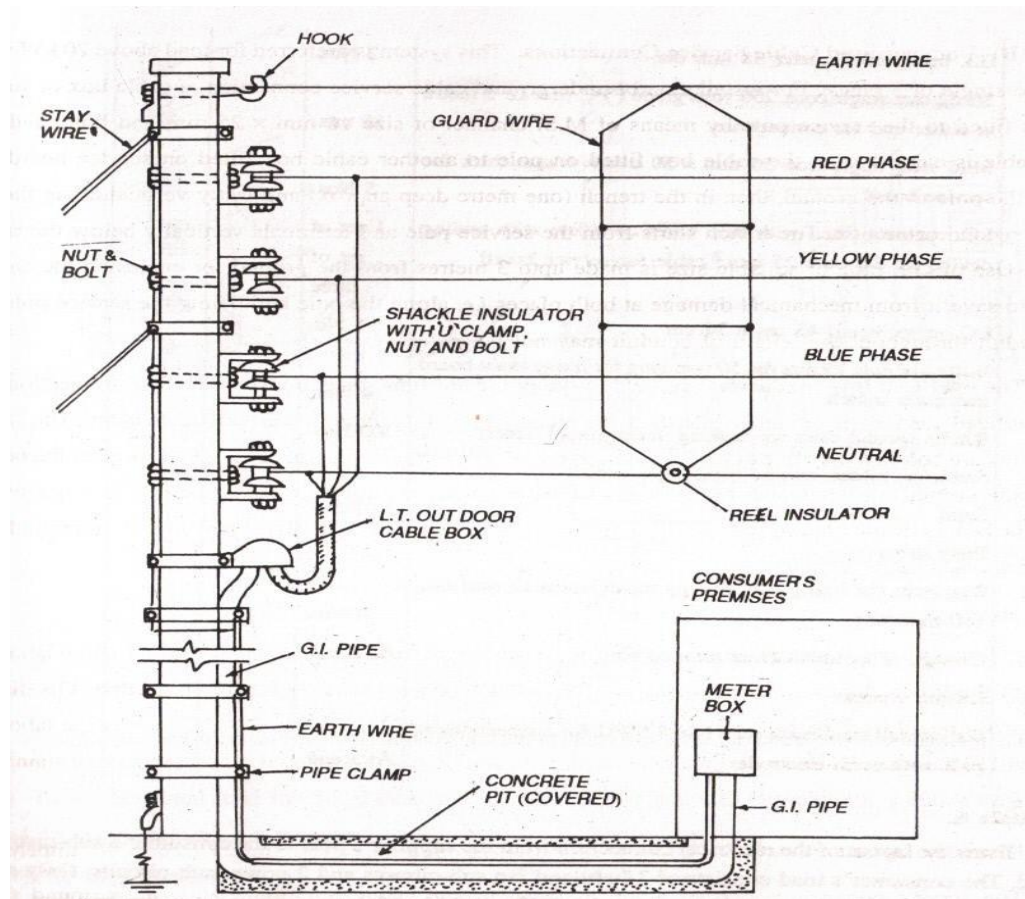 HOOK
EARTH WIRE
STAY
WIRE
GUARD WIRE
RED PHASE
NUT &
BOLT
YELLOW PHASE
SHACKLE INSULATOR
WITH 'U' CLAMP,
NUT AND BOLT
BLUE PHASE
NEUTRAL
L.T. OUT DOOR
CABLE BOX
REEL INSULATOR
CONSUMER'S
PREMISES
G.I. PIPE
METER
BOX
EARTH WIRE
PIPE CLAMP
CONCRETE
PIT (COVERED)
G.I. PIPE